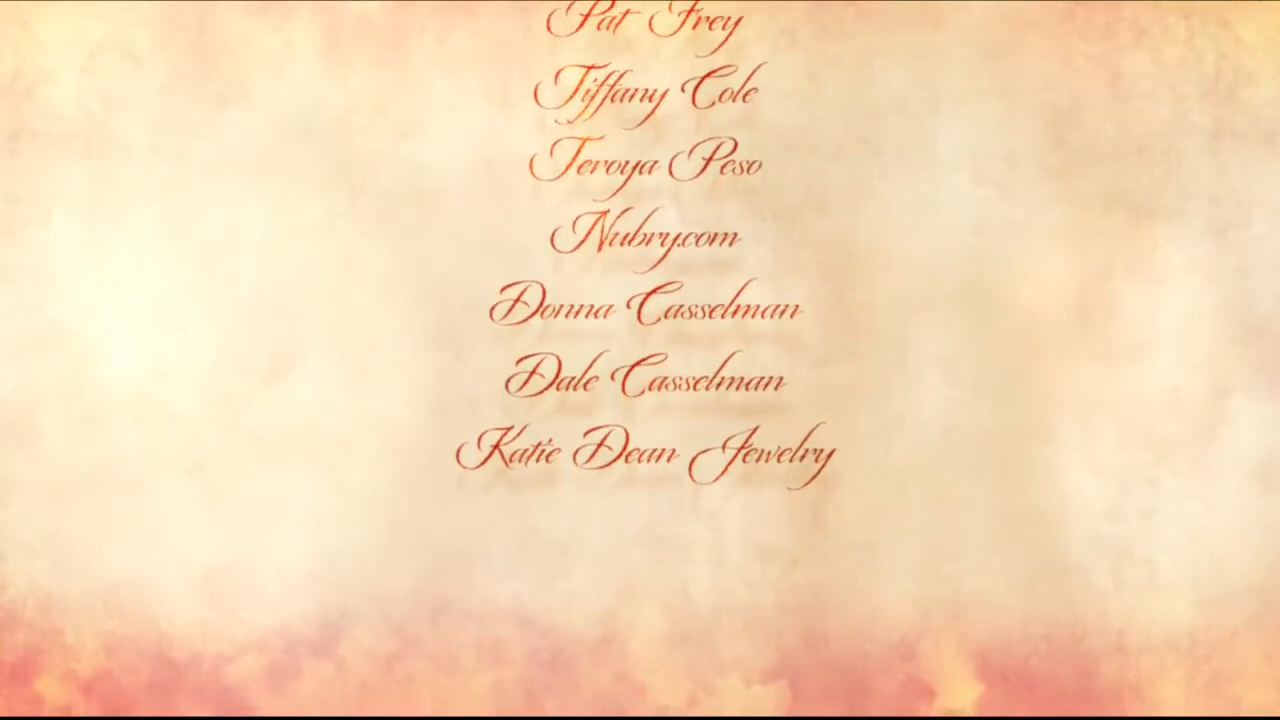 Pat Frey
Tiffany Cole
Teroya Peso
Nubry.com
Donna Casselman
Dale Casselman
Katie Dean Jewelry